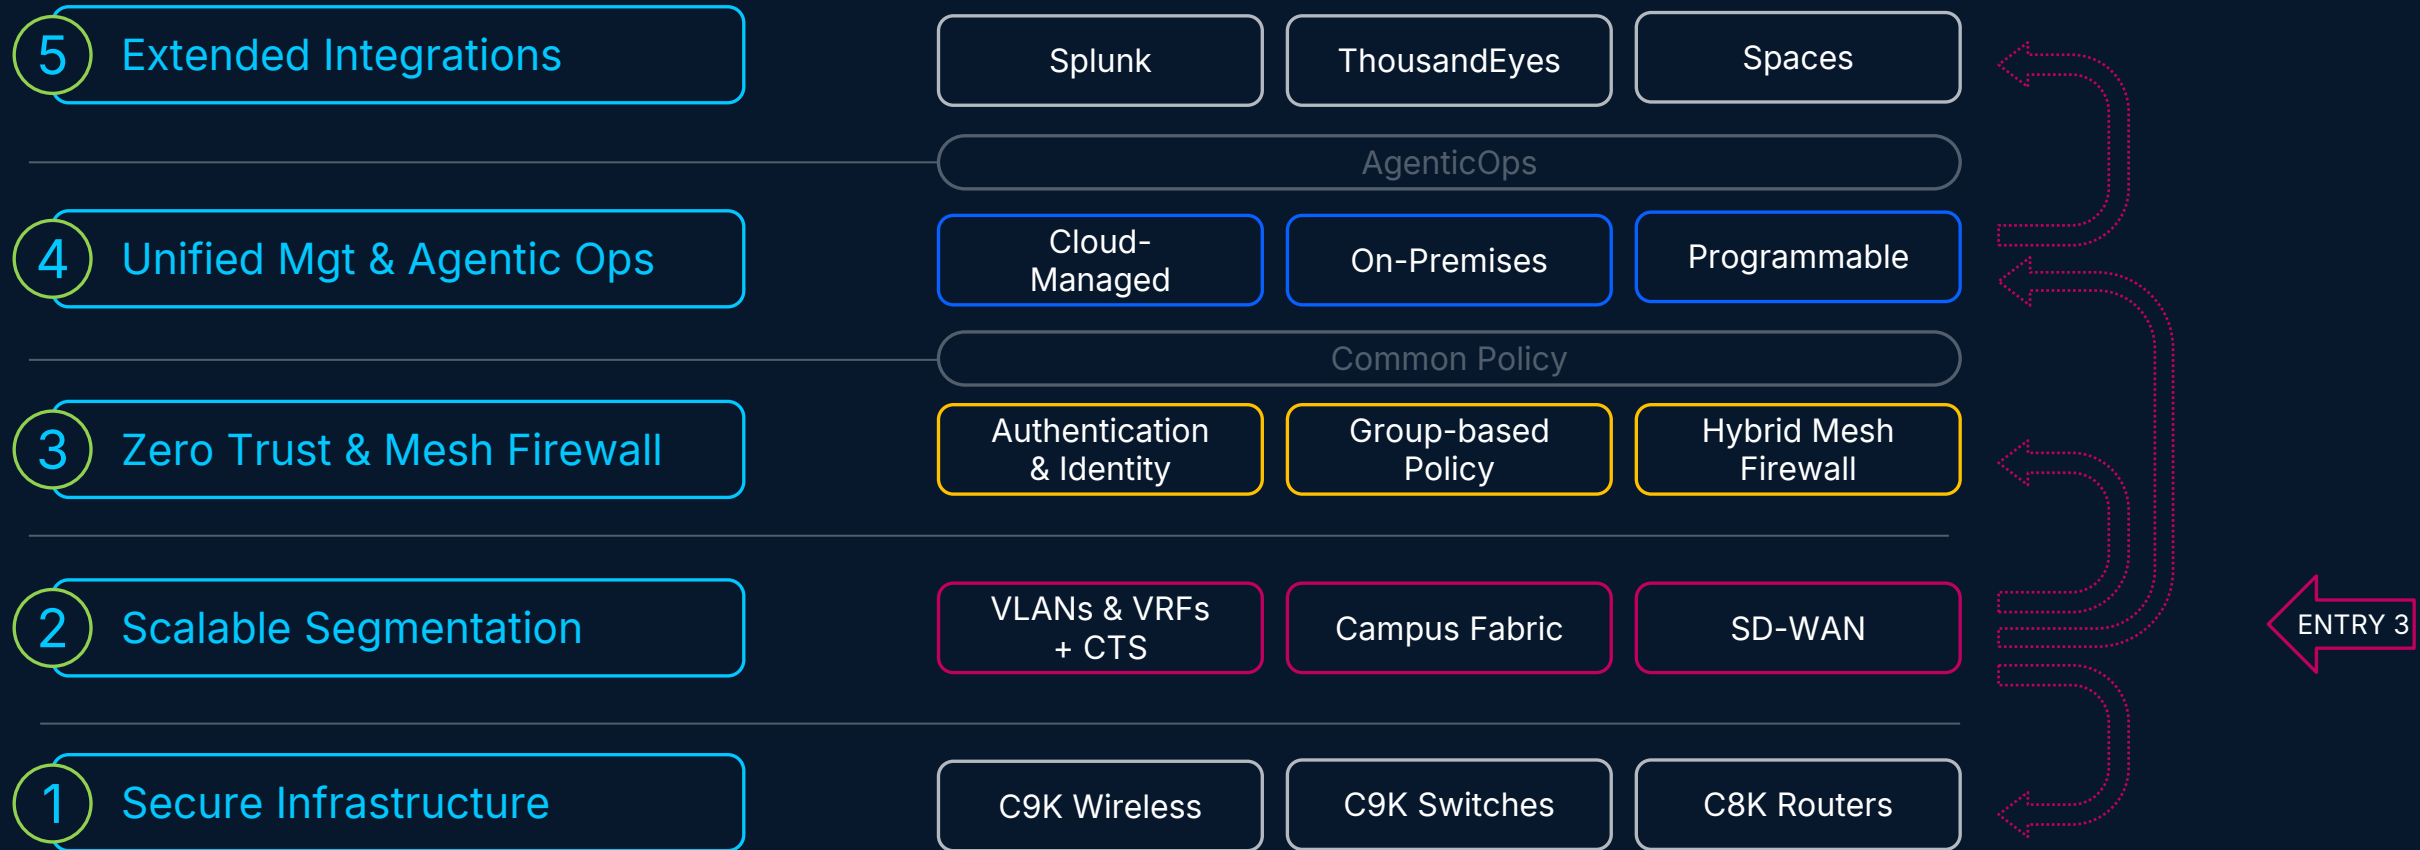 5
Extended Integrations
Splunk
ThousandEyes
Spaces
AgenticOps
4
Unified Mgt & Agentic Ops
Cloud-
Managed
On-Premises
Programmable
Common Policy
3
Zero Trust & Mesh Firewall
Authentication
& Identity
Group-based
Policy
Hybrid Mesh
Firewall
2
Scalable Segmentation
VLANs & VRFs
+ CTS
Campus Fabric
SD-WAN
ENTRY 3
1
Secure Infrastructure
C9K Wireless
C9K Switches
C8K Routers